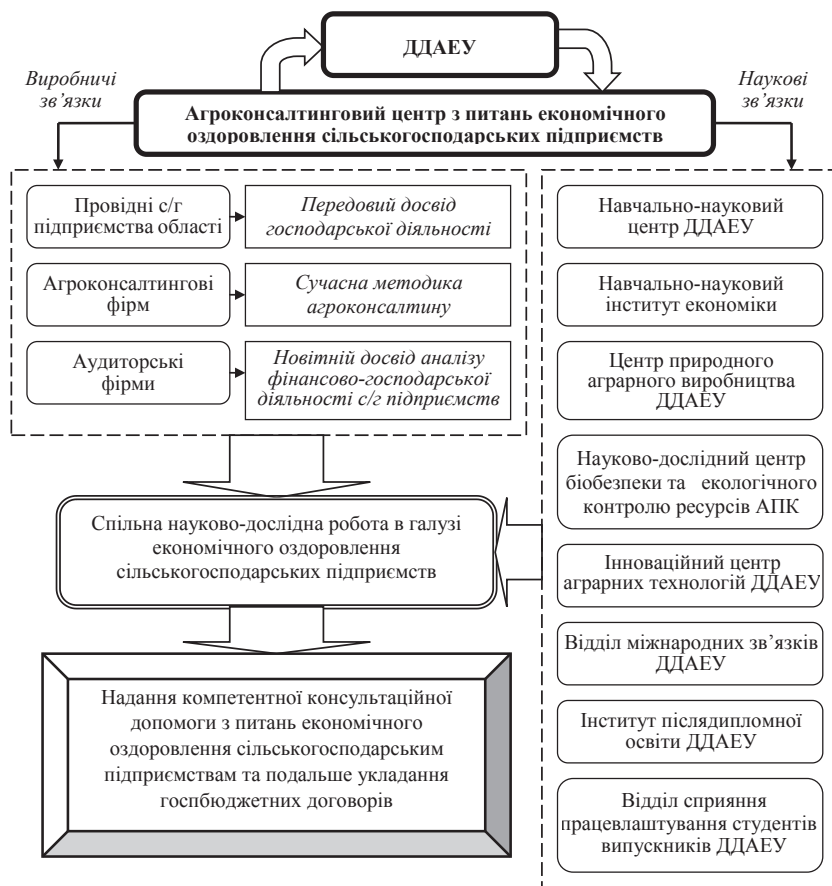 ДДАЕУ
Виробничі
зв’язки
Наукові
зв’язки
Агроконсалтинговий центр з питань економічного
оздоровлення сільськогосподарських підприємств
Провідні с/г
підприємства області
Передовий досвід
господарської діяльності
Агроконсалтингові
фірм
Сучасна методика
агроконсалтину
Аудиторські
фірми
Новітній досвід аналізу
фінансово-господарської
діяльності с/г підприємств
Спільна науково-дослідна робота в галузі
економічного оздоровлення
сільськогосподарських підприємств
Надання компетентної консультаційної
допомоги з питань економічного
оздоровлення сільськогосподарським
підприємствам та подальше укладання
госпбюджетних договорів
Навчально-науковий
центр ДДАЕУ
Навчально-науковий
інститут економіки
Центр природного
аграрного виробництва
ДДАЕУ
Науково-дослідний центр
біобезпеки та екологічного
контролю ресурсів АПК
Інноваційний центр
аграрних технологій ДДАЕУ
Відділ міжнародних зв’язків
ДДАЕУ
Інститут післядипломної
освіти ДДАЕУ
Відділ сприяння
працевлаштування студентів
випускників ДДАЕУ